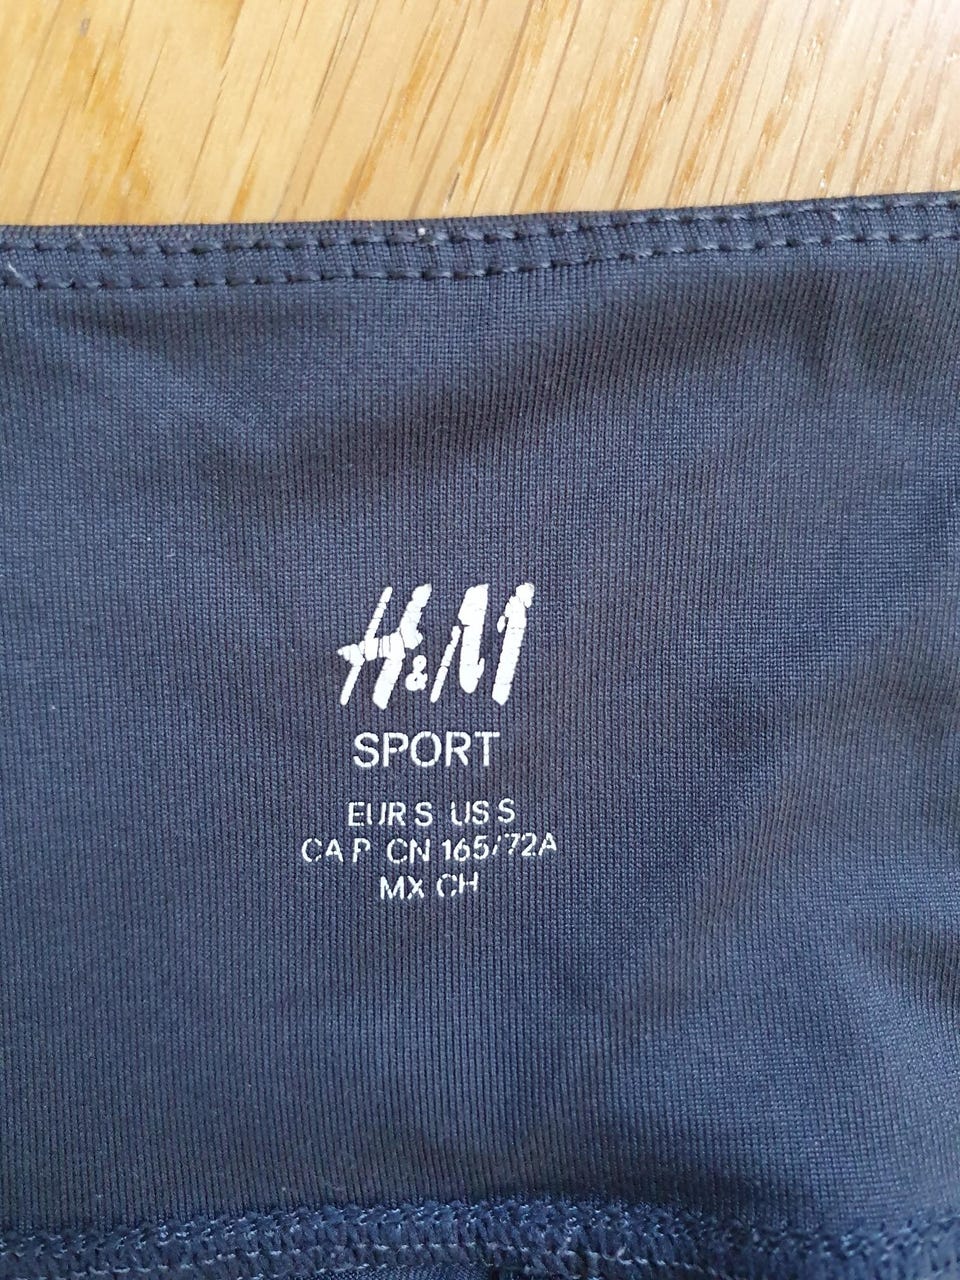 H&M
SPORT
EUR S US S
CA P CN 165/72A
MX CH